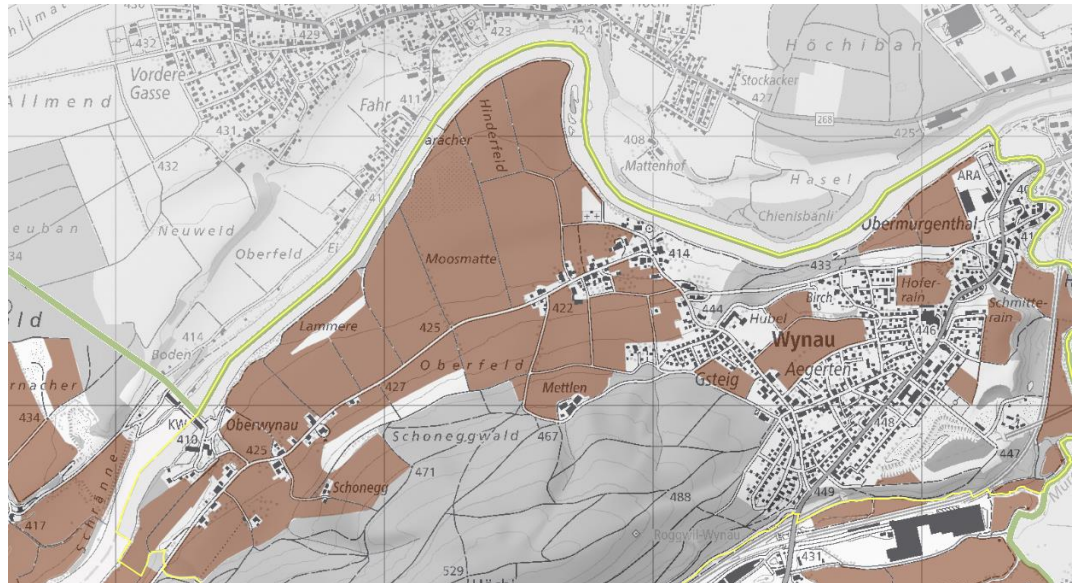 432
429
423
424
Höchiban
Vordere
Gasse
Stockacker
427
Allmend
Fahr
411
268
425
431
408
Mattenhof
Hinderfeld
432
Hasel
ARA
Chienisbänli
Obermurgenthal
Neuweld
Oberfeld
Ei
Moosmatte
414
433
34
422
Birch
Hofer-
rain
Schmitte-
rain
Lammere
425
444
Hubel
446
414
Boden
Wynau
Oberfeld
Aegerten
427
Mettlen
Gsteig
434
KW
Oberwynau
410
Schoneggwald
467
448
425
471
447
Schonegg
488
449
417
Schränne
Roggwil-Wynau
431
529